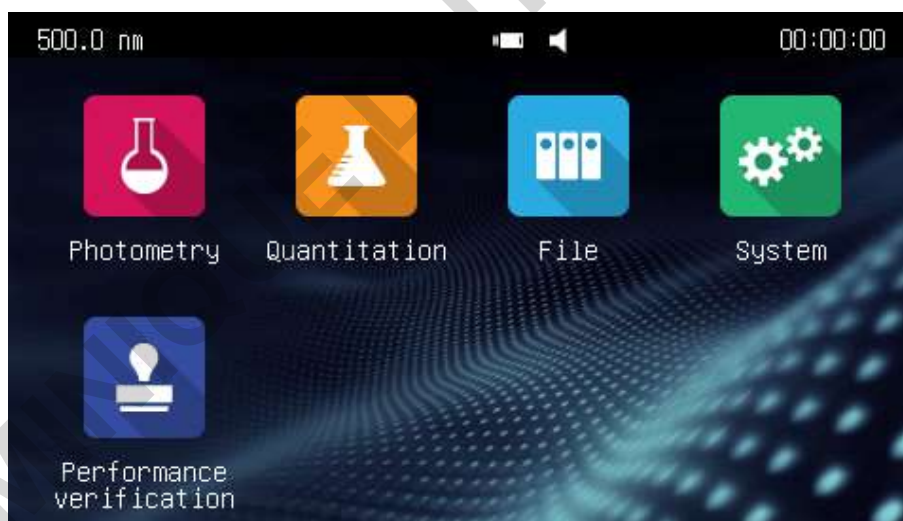 500.0 nm 00:00:00
Photometry Quantitation File System
Performance
verification